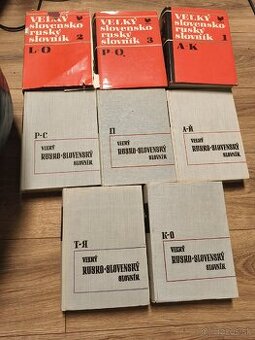 VEĽKÝ
slovensko
ruský
slovník
2
L O
VEĽKÝ
slovensko
ruský
slovník
3
P Q
VEĽKÝ
slovensko
ruský
slovník
1
A-K
Р-С
VEĽKÝ
RUSKO-SLOVENSKÝ
SLOVNÍK
П
VEĽKÝ
RUSKO-SLOVENSKÝ
SLOVNÍK
А-Й
VEĽKÝ
RUSKO-SLOVENSKÝ
SLOVNÍK
Т-Я
VEĽKÝ
RUSKO-SLOVENSKÝ
SLOVNÍK
К-О
VEĽKÝ
RUSKO-SLOVENSKÝ
SLOVNÍK